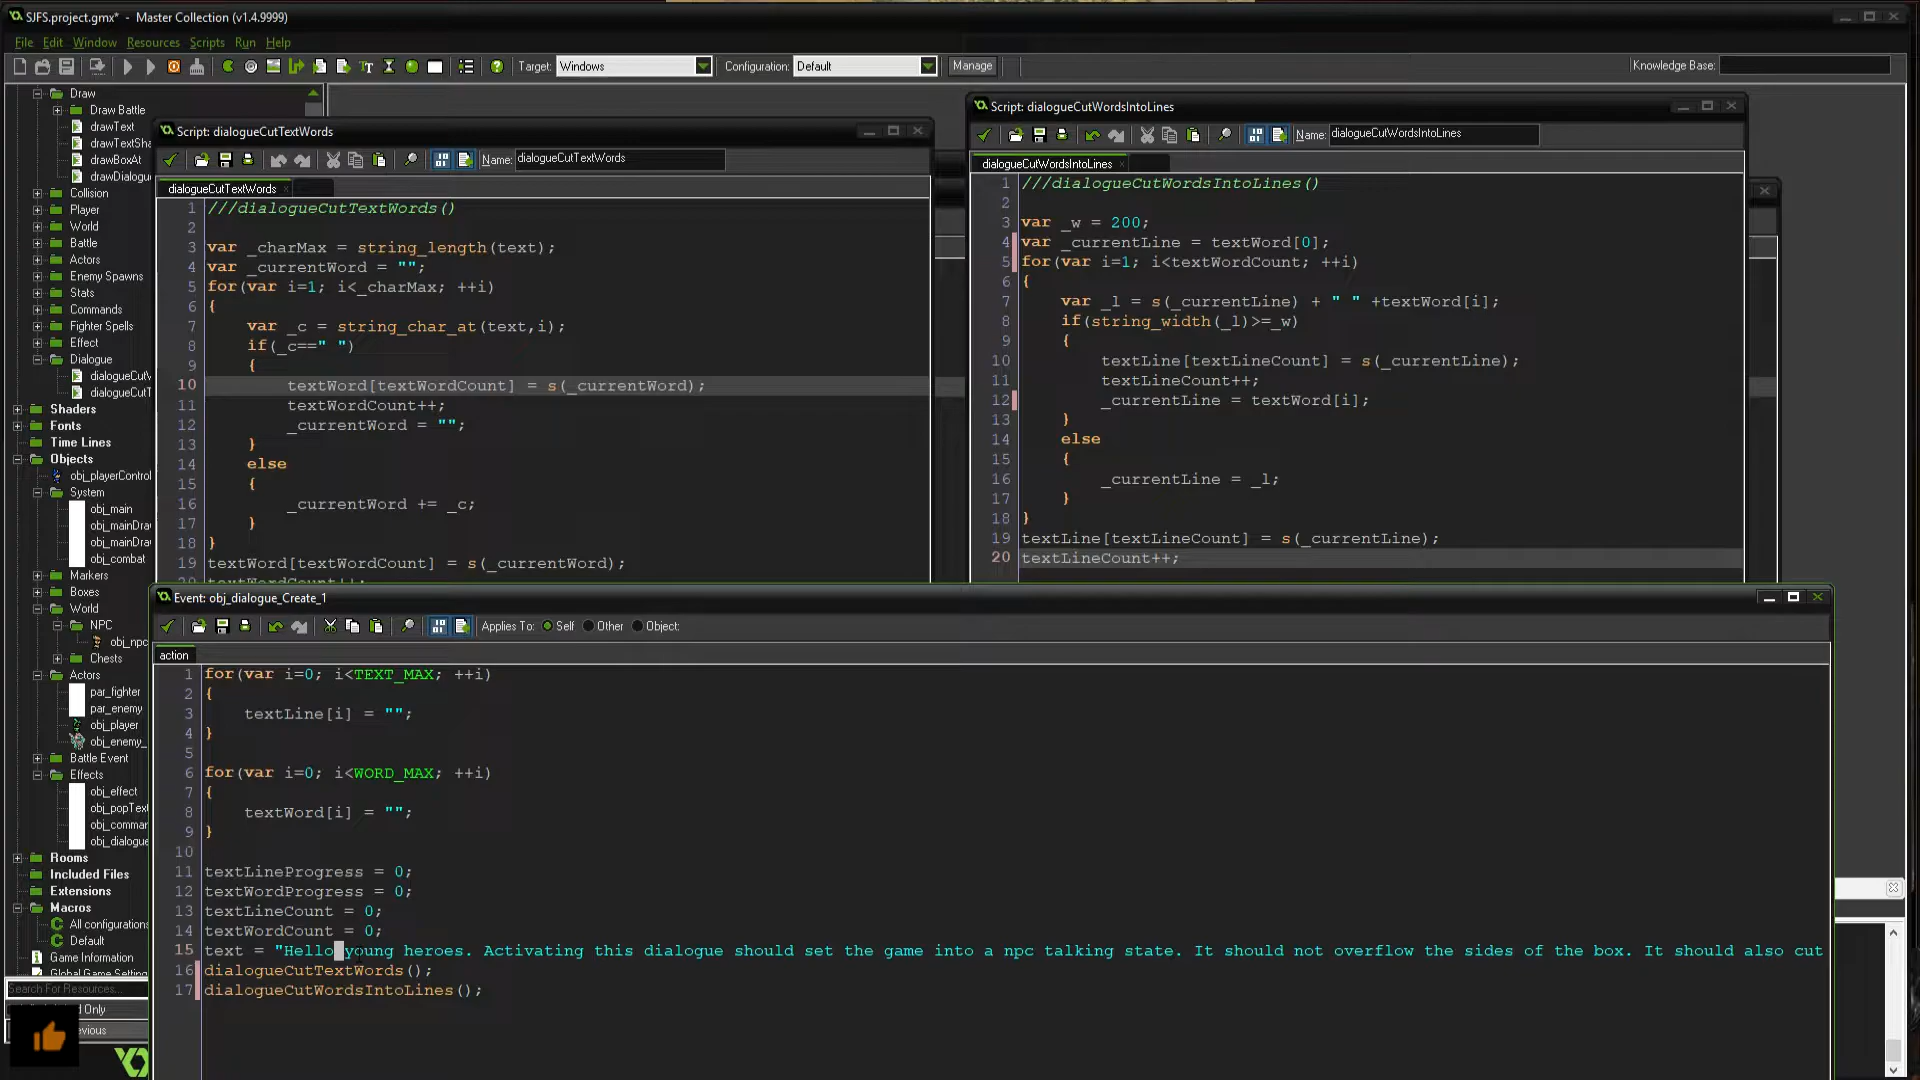 SJFS.project.gmx* - Master Collection (v1.4.9999)
File Edit Window Resources Scripts Run Help
Target: Windows Configuration: Default Manage Knowledge Base:
Draw
Draw Battle
drawText
drawTextSha
drawBoxAt
drawDialogue
Collision
Player
World
Battle
Actors
Enemy Spawns
Stats
Commands
Fighter Spells
Effect
Dialogue
dialogueCutV
dialogueCutT
Shaders
Fonts
Time Lines
Objects
obj_playerControl
System
obj_main
obj_mainDra
obj_mainDra
obj_combat
Markers
Boxes
World
NPC
obj_npc
Chests
Actors
par_fighter
par_enemy
obj_player
obj_enemy_
Battle Event
Effects
obj_effect
obj_popText
obj_comman
obj_dialogue
Rooms
Included Files
Extensions
Macros
All configurations
Default
Game Information
Global Game Settings
Search For Resources...
d Only
evious
Script: dialogueCutTextWords
Name: dialogueCutTextWords
dialogueCutTextWords
1 ///dialogueCutTextWords()
2
3 var _charMax = string_length(text);
4 var _currentWord = "";
5 for(var i=1; i<_charMax; ++i)
6 {
7 var _c = string_char_at(text,i);
8 if(_c==" ")
9 {
10 textWord[textWordCount] = s(_currentWord);
11 textWordCount++;
12 _currentWord = "";
13 }
14 else
15 {
16 _currentWord += _c;
17 }
18 }
19 textWord[textWordCount] = s(_currentWord);
20 textWordCount++;
Script: dialogueCutWordsIntoLines
Name: dialogueCutWordsIntoLines
dialogueCutWordsIntoLines
1 ///dialogueCutWordsIntoLines()
2
3 var _w = 200;
4 var _currentLine = textWord[0];
5 for(var i=1; i<textWordCount; ++i)
6 {
7 var _l = s(_currentLine) + " " +textWord[i];
8 if(string_width(_l)>=_w)
9 {
10 textLine[textLineCount] = s(_currentLine);
11 textLineCount++;
12 _currentLine = textWord[i];
13 }
14 else
15 {
16 _currentLine = _l;
17 }
18 }
19 textLine[textLineCount] = s(_currentLine);
20 textLineCount++;
Event: obj_dialogue_Create_1
Applies To: Self Other Object:
action
1 for(var i=0; i<TEXT_MAX; ++i)
2 {
3 textLine[i] = "";
4 }
5
6 for(var i=0; i<WORD_MAX; ++i)
7 {
8 textWord[i] = "";
9 }
10
11 textLineProgress = 0;
12 textWordProgress = 0;
13 textLineCount = 0;
14 textWordCount = 0;
15 text = "Hello young heroes. Activating this dialogue should set the game into a npc talking state. It should not overflow the sides of the box. It should also cut
16 dialogueCutTextWords();
17 dialogueCutWordsIntoLines();